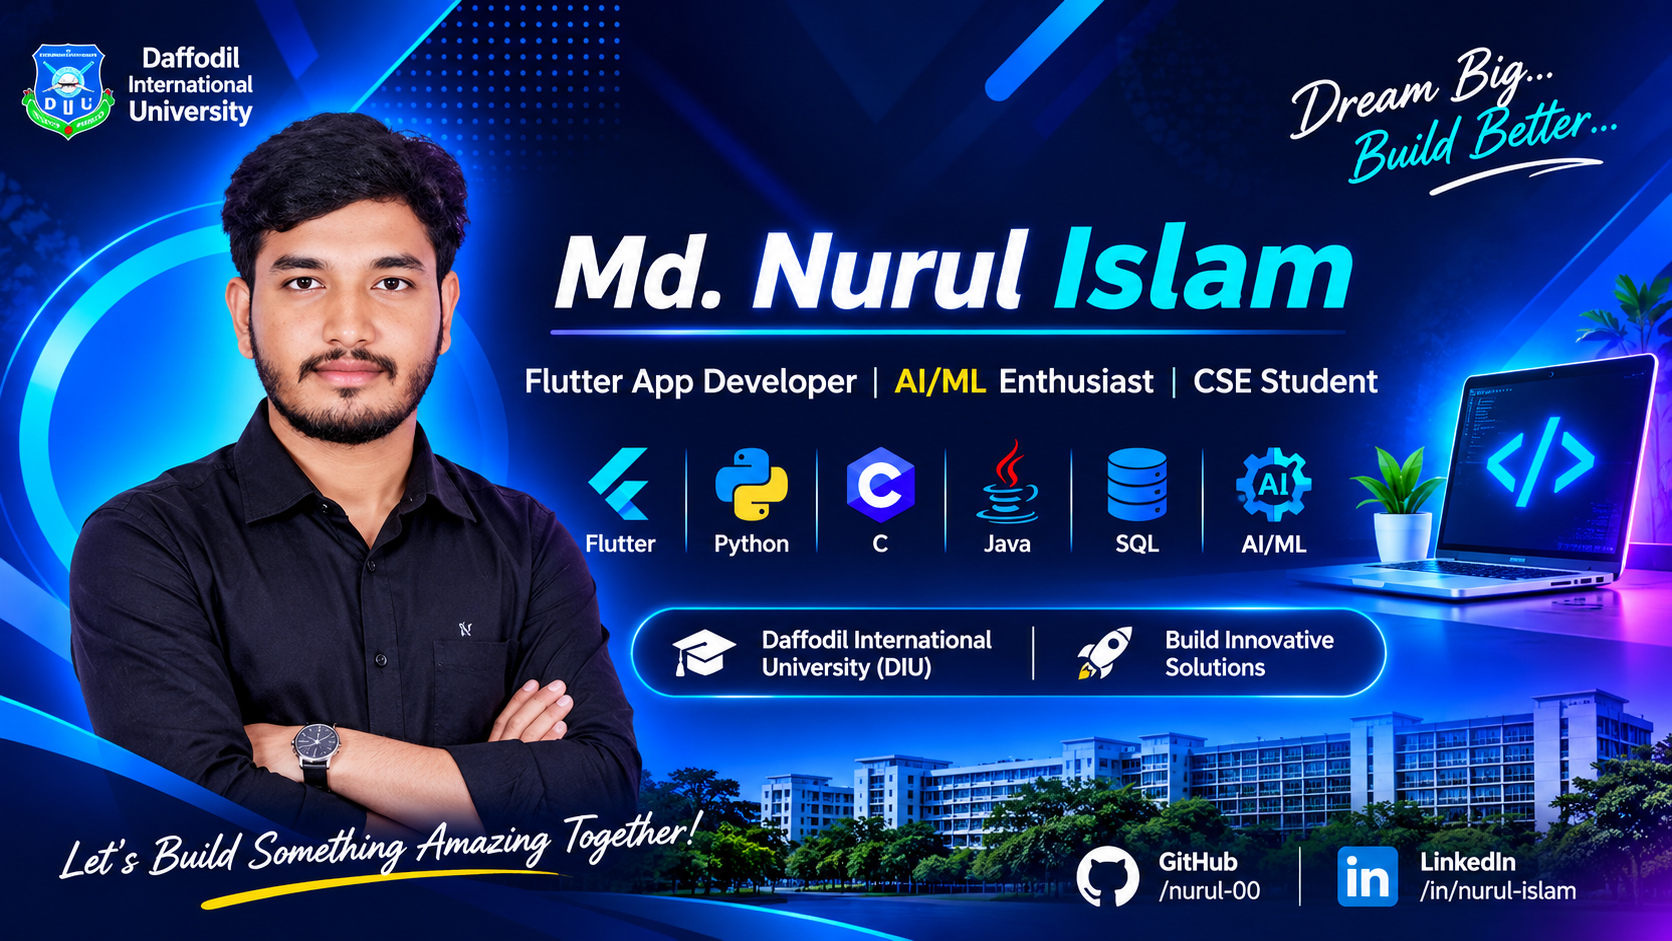 Daffodil
International
University
DIU
Dream Big...
Build Better...
Md. Nurul Islam
Flutter App Developer | AI/ML Enthusiast | CSE Student
AI
Flutter
Python
C
C
Java
SQL
AI/ML
</>
Daffodil International
University (DIU)
Build Innovative
Solutions
Let's Build Something Amazing Together!
GitHub
/nurul-00
in
LinkedIn
/in/nurul-islam